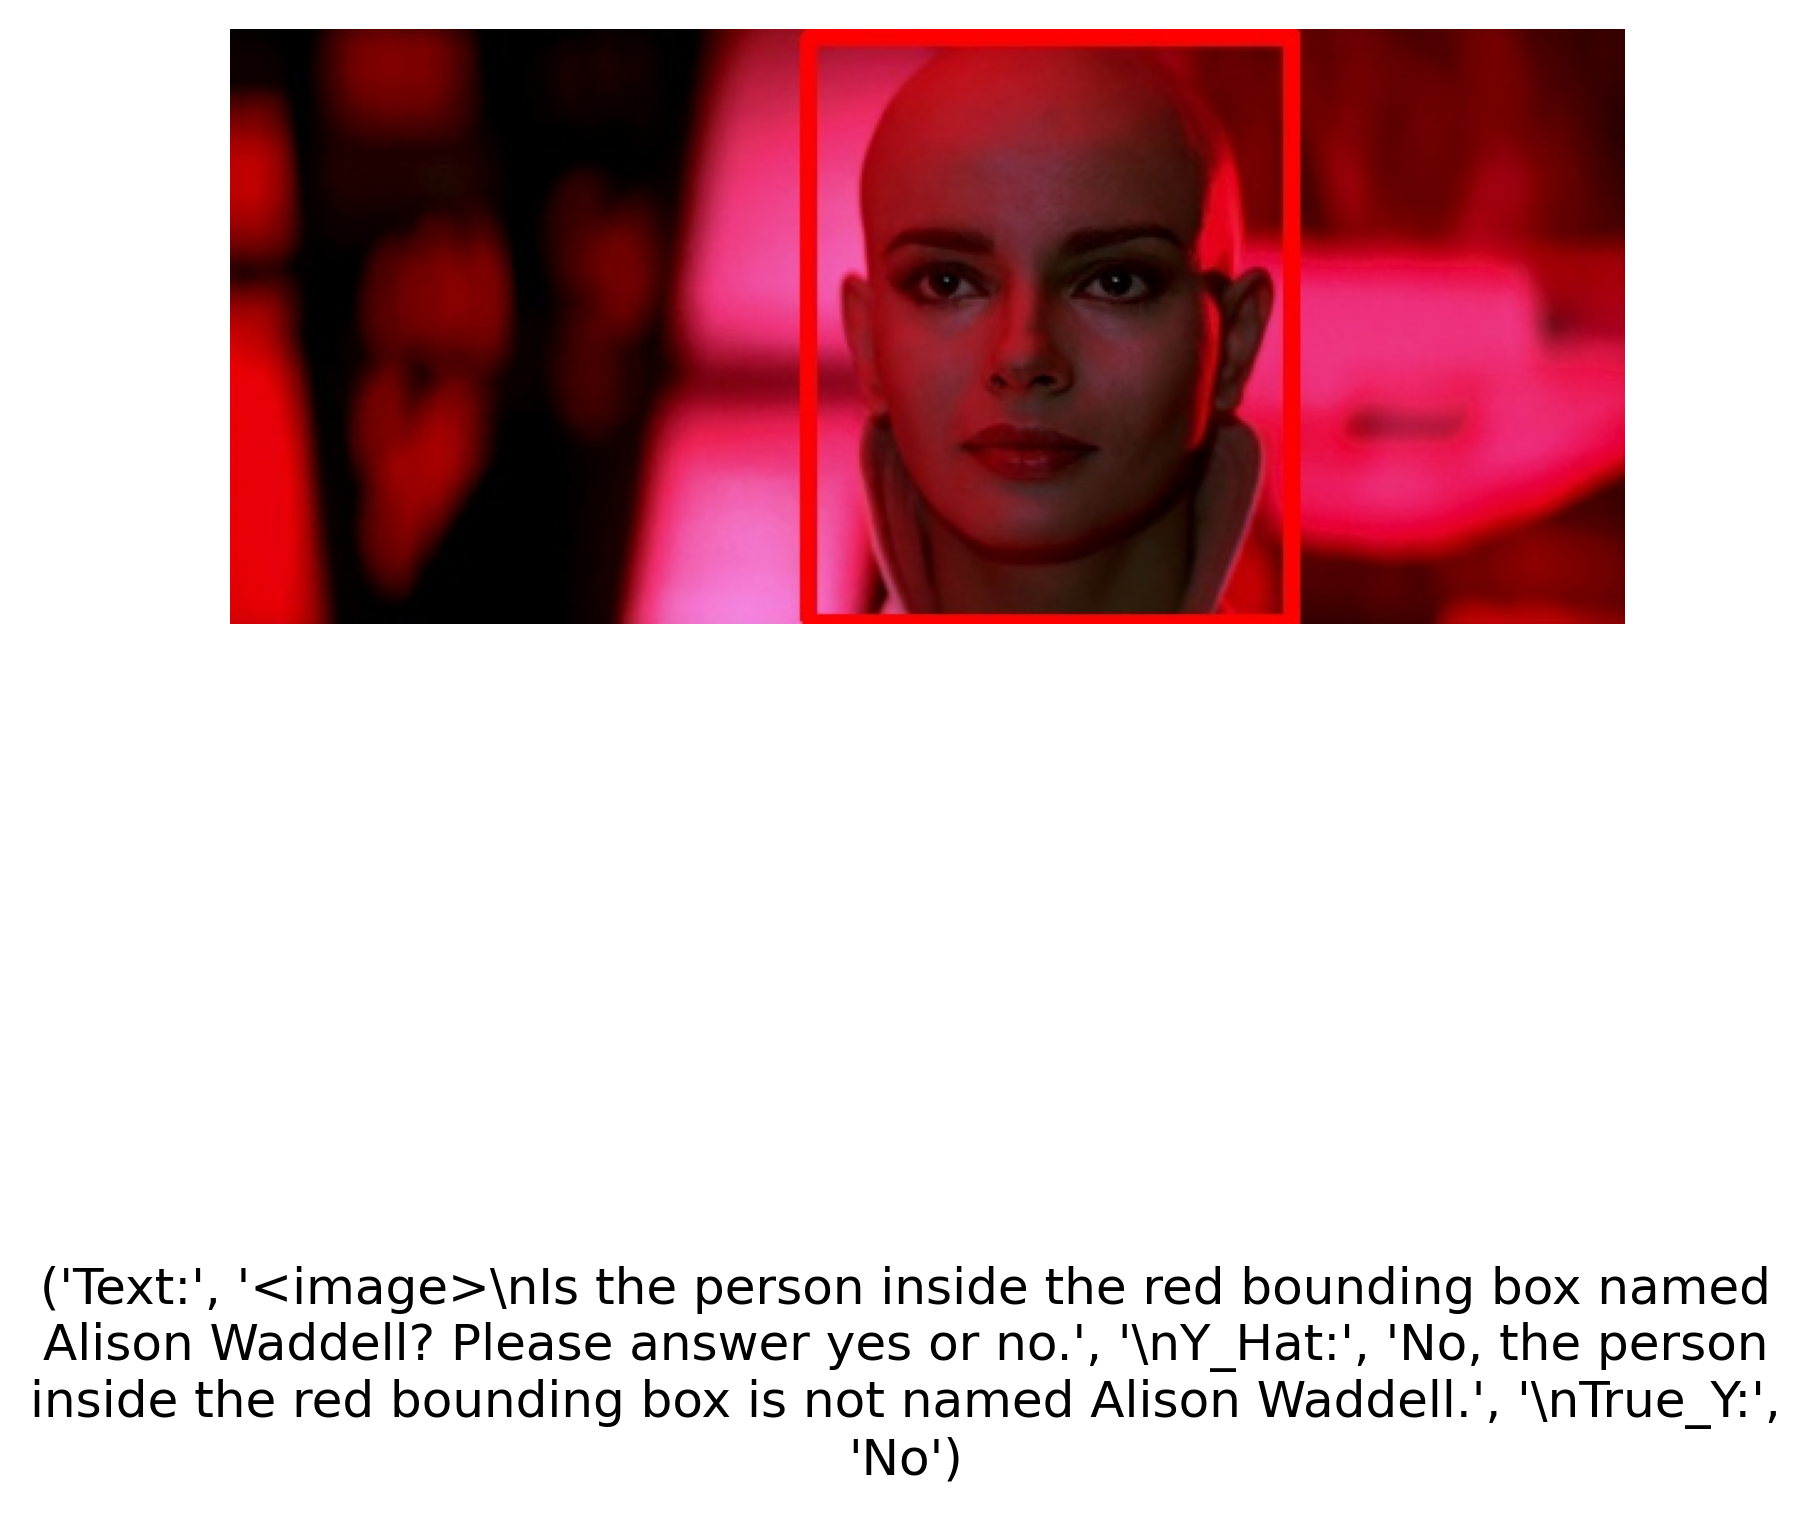 ('Text:', '<image>\nIs the person inside the red bounding box named
Alison Waddell? Please answer yes or no.', '\nY_Hat:', 'No, the person
inside the red bounding box is not named Alison Waddell.', '\nTrue_Y:',
'No')